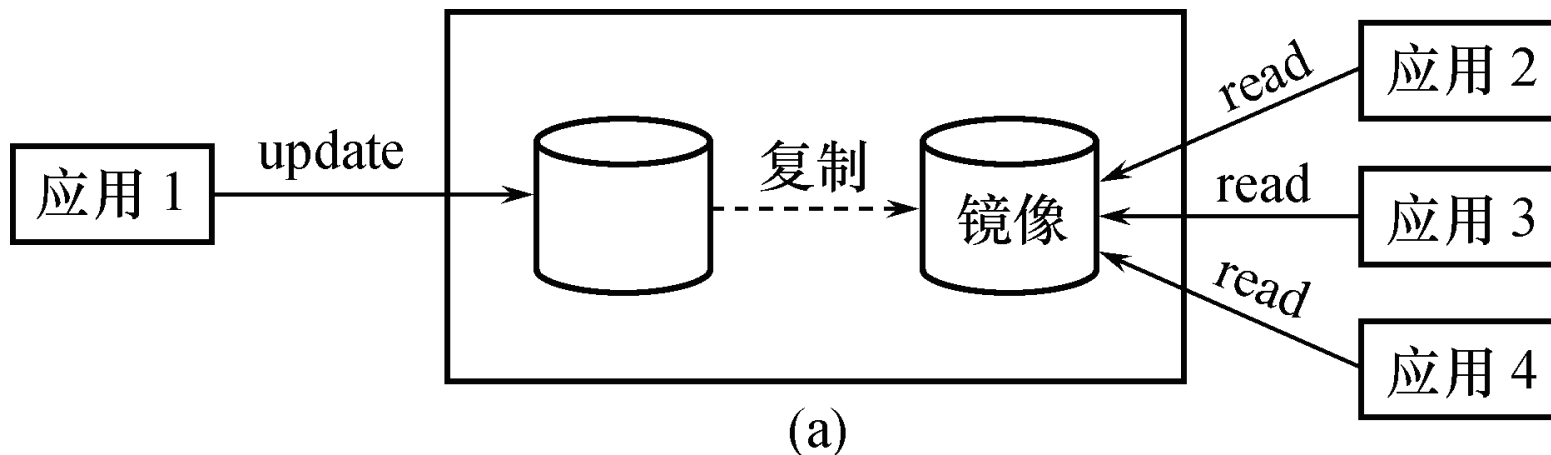 应用 1
update
复制
镜像
read
应用 2
read
应用 3
read
应用 4
(a)